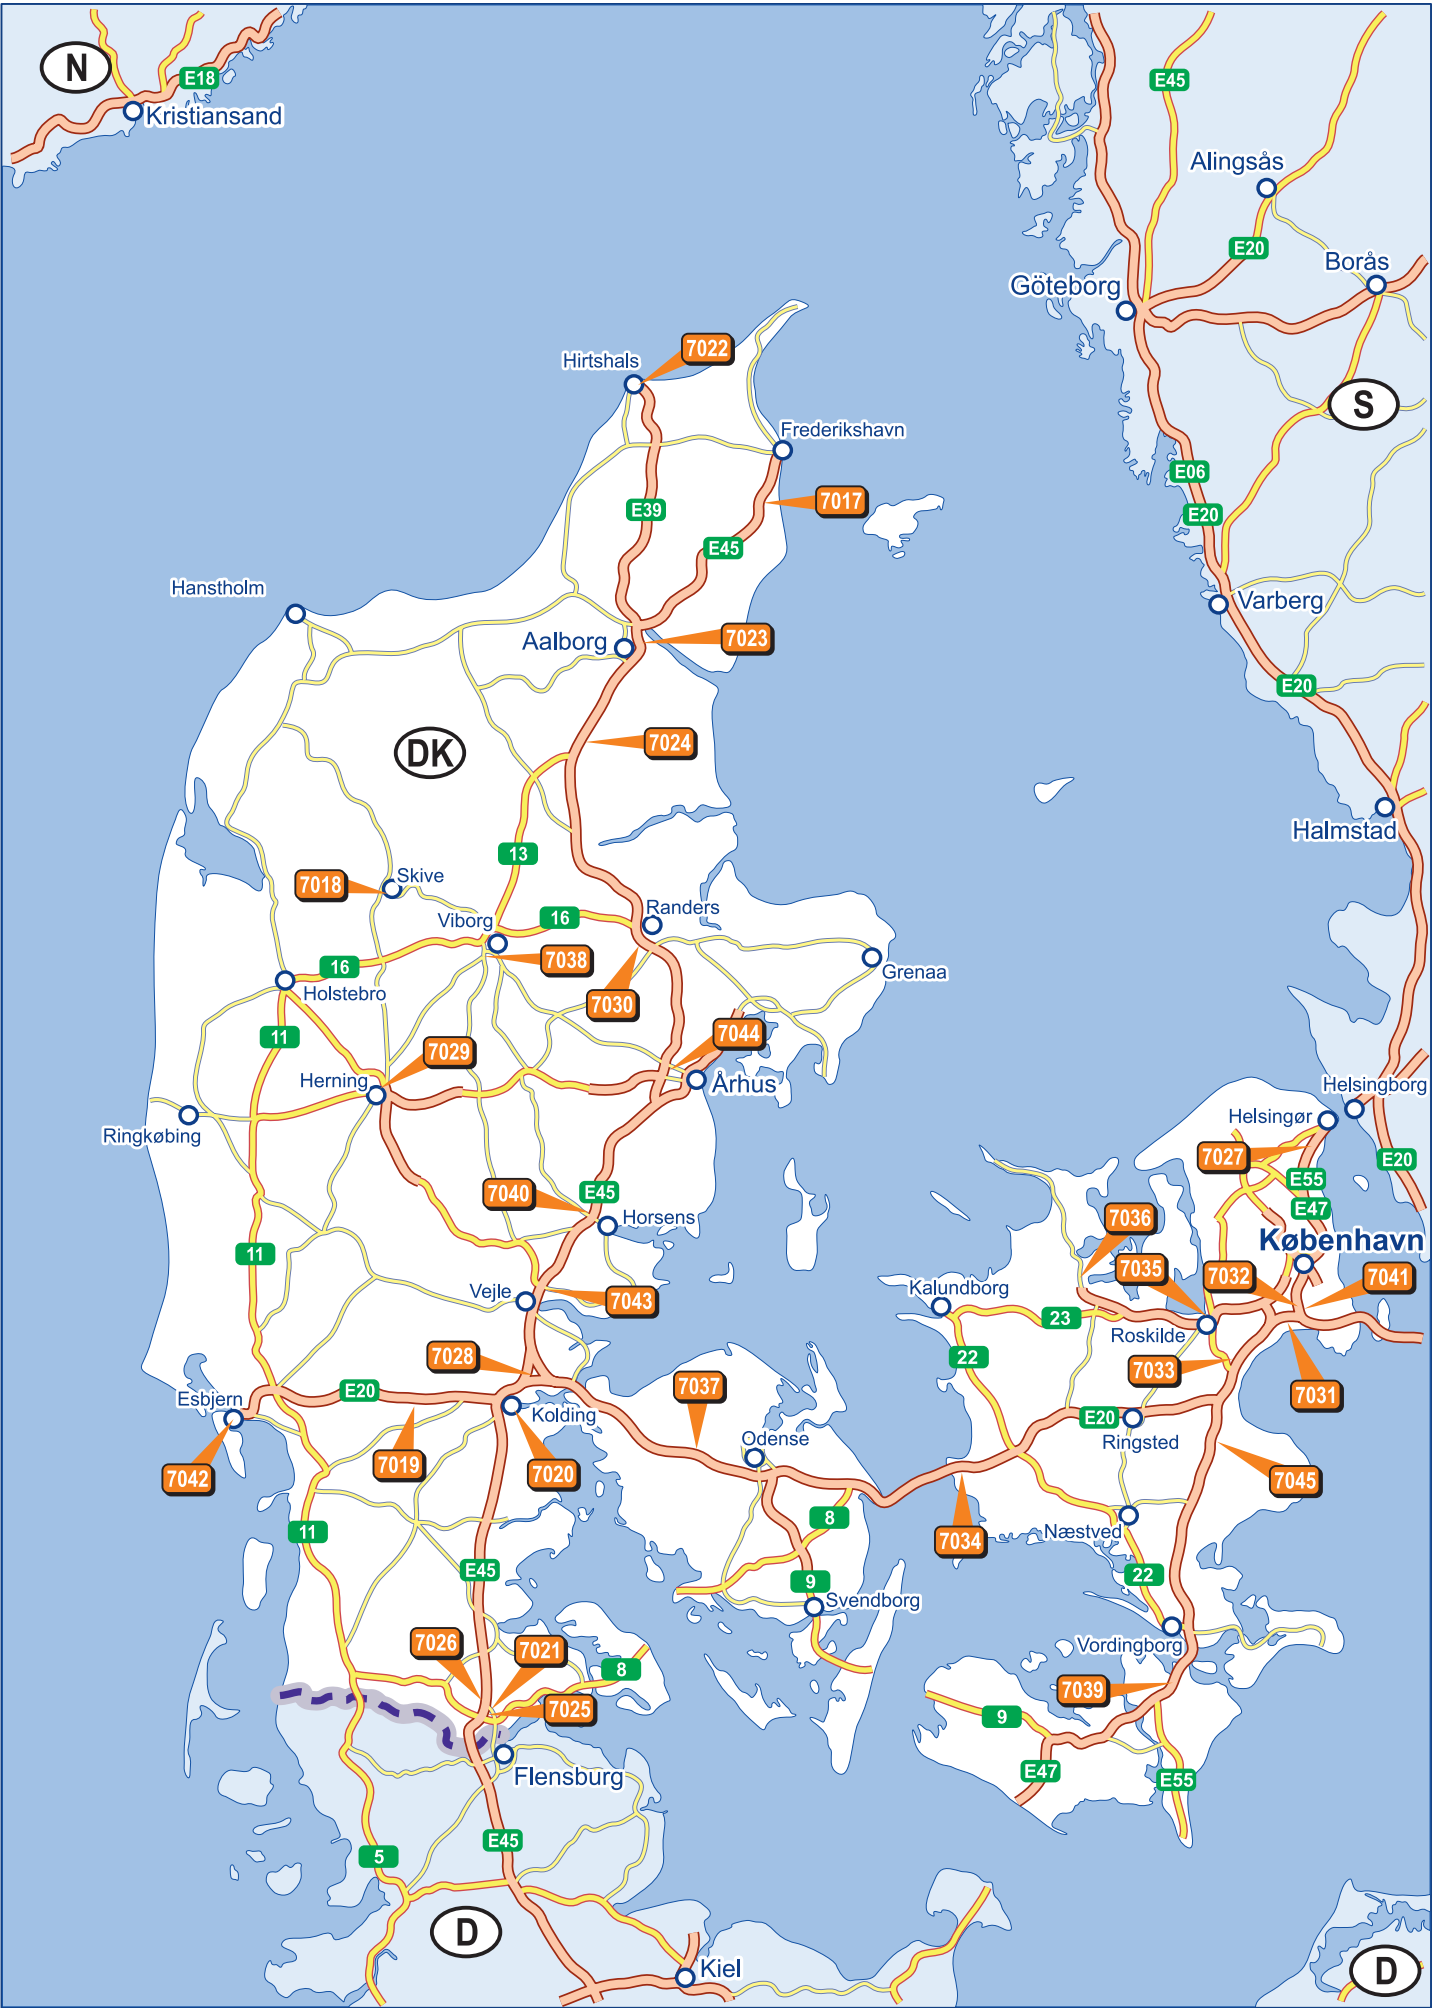 N
E18
Kristiansand
E45
Alingsås
E20
Borås
Göteborg
Hirtshals
7022
S
Frederikshavn
E06
E39
7017
E20
E45
Hanstholm
Varberg
Aalborg
7023
E20
DK
7024
Halmstad
13
7018
Skive
Viborg
16
Randers
16
7038
Grenaa
Holstebro
7030
11
7029
7044
Herning
Århus
Helsingborg
Ringkøbing
Helsingør
7027
E20
E55
7040
E45
E47
Horsens
7036
11
København
7035
7032
7041
Vejle
7043
Kalundborg
23
Roskilde
7028
22
7033
7037
7031
E20
Esbjern
Kolding
E20
Odense
Ringsted
7042
7019
7020
7045
8
11
Næstved
7034
E45
9
22
Svendborg
7026
7021
Vordingborg
8
7039
7025
9
Flensburg
E47
E55
E45
5
D
Kiel
D